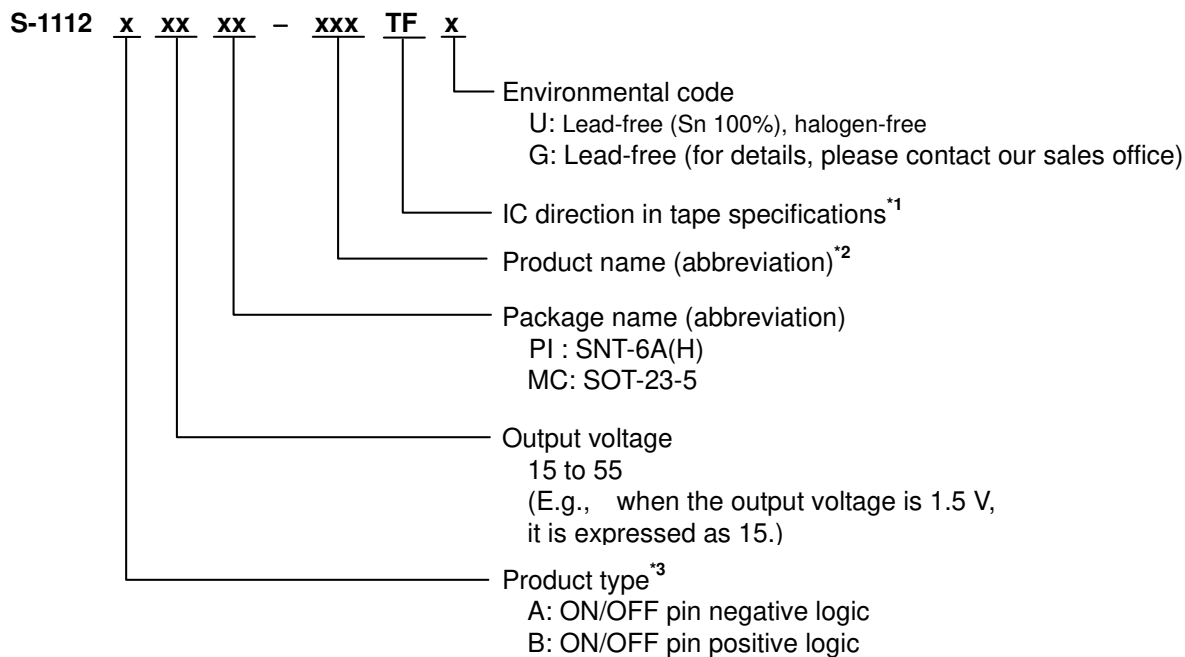 S-1112 x xx xx – xxx TF x
Environmental code
U: Lead-free (Sn 100%), halogen-free
G: Lead-free (for details, please contact our sales office)
IC direction in tape specifications*1
Product name (abbreviation)*2
Package name (abbreviation)
PI : SNT-6A(H)
MC: SOT-23-5
Output voltage
15 to 55
(E.g., when the output voltage is 1.5 V,
it is expressed as 15.)
Product type*3
A: ON/OFF pin negative logic
B: ON/OFF pin positive logic